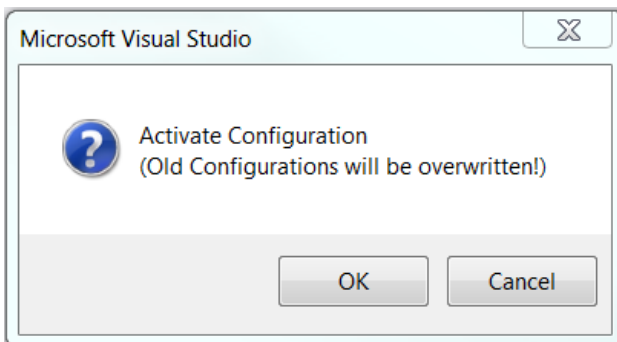 Microsoft Visual Studio
Activate Configuration
(Old Configurations will be overwritten!)
OK
Cancel